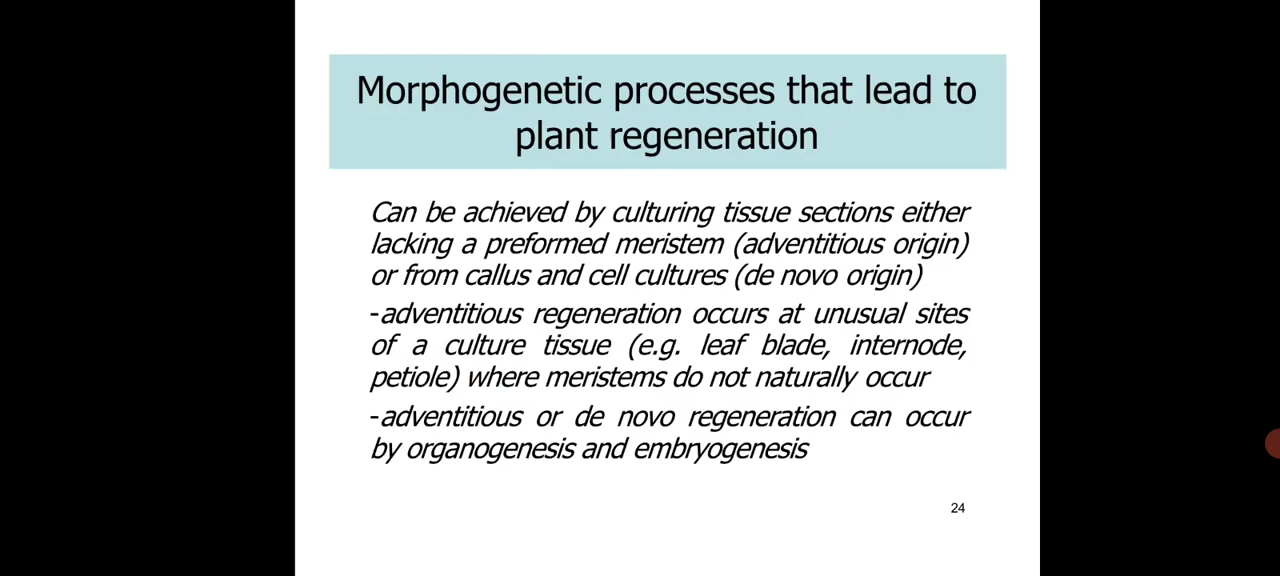 Morphogenetic processes that lead to
plant regeneration
Can be achieved by culturing tissue sections either
lacking a preformed meristem (adventitious origin)
or from callus and cell cultures (de novo origin)
-adventitious regeneration occurs at unusual sites
of a culture tissue (e.g. leaf blade, internode,
petiole) where meristems do not naturally occur
-adventitious or de novo regeneration can occur
by organogenesis and embryogenesis
24